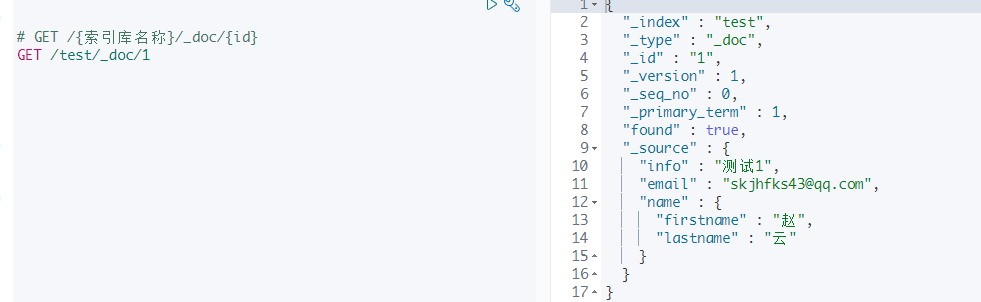 # GET /{索引库名称}/_doc/{id}
GET /test/_doc/1
1 {
2 "_index" : "test",
3 "_type" : "_doc",
4 "_id" : "1",
5 "_version" : 1,
6 "_seq_no" : 0,
7 "_primary_term" : 1,
8 "found" : true,
9 "_source" : {
10 "info" : "测试1",
11 "email" : "skjhfks43@qq.com",
12 "name" : {
13 "firstname" : "赵",
14 "lastname" : "云"
15 }
16 }
17 }